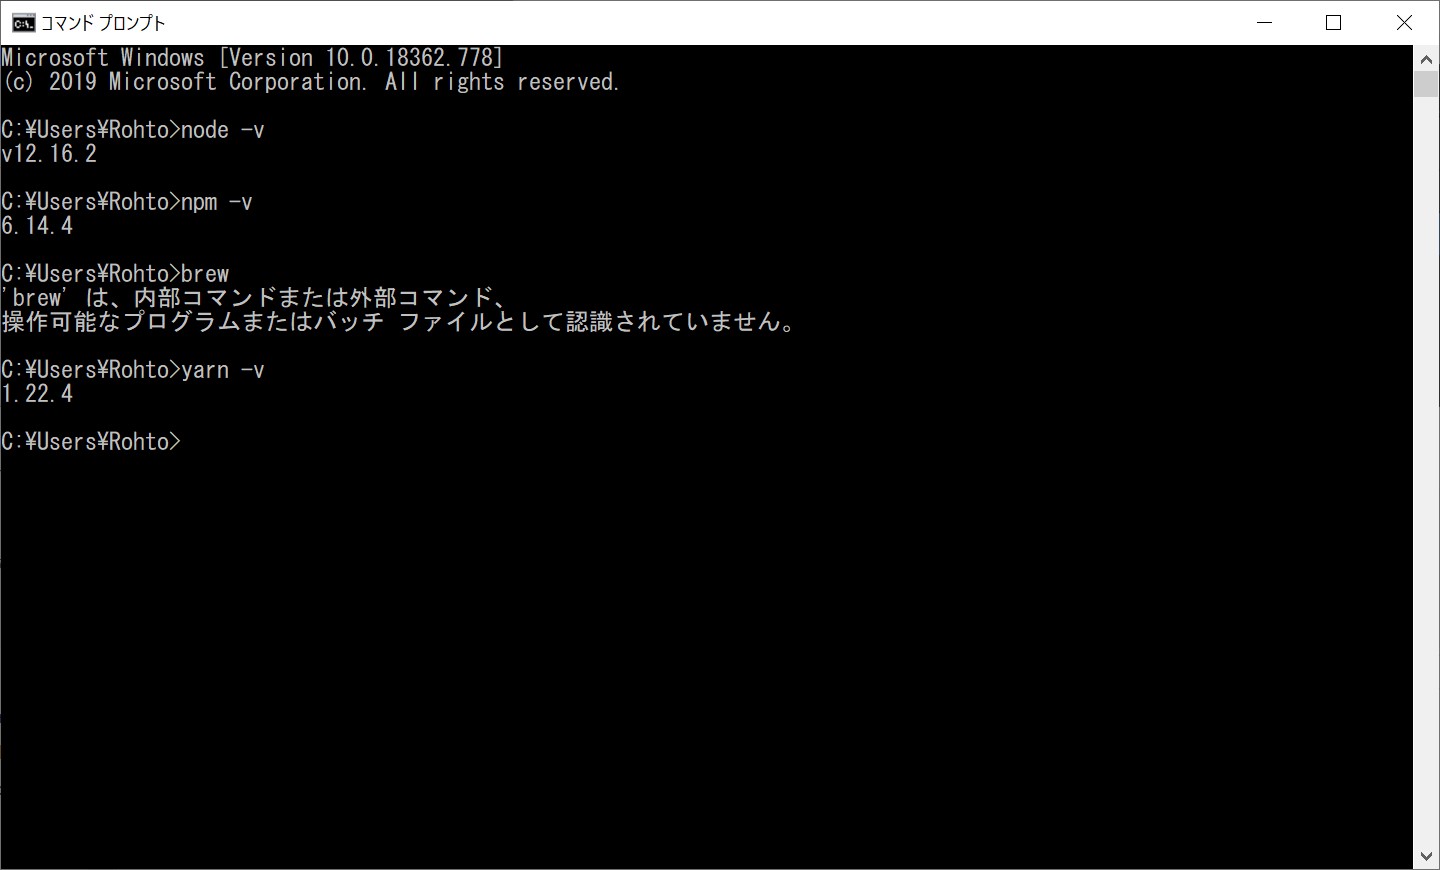 コマンド プロンプト
Microsoft Windows [Version 10.0.18362.778]
(c) 2019 Microsoft Corporation. All rights reserved.
C:¥Users¥Rohto>node -v
v12.16.2
C:¥Users¥Rohto>npm -v
6.14.4
C:¥Users¥Rohto>brew
'brew' は、内部コマンドまたは外部コマンド、
操作可能なプログラムまたはバッチ ファイルとして認識されていません。
C:¥Users¥Rohto>yarn -v
1.22.4
C:¥Users¥Rohto>